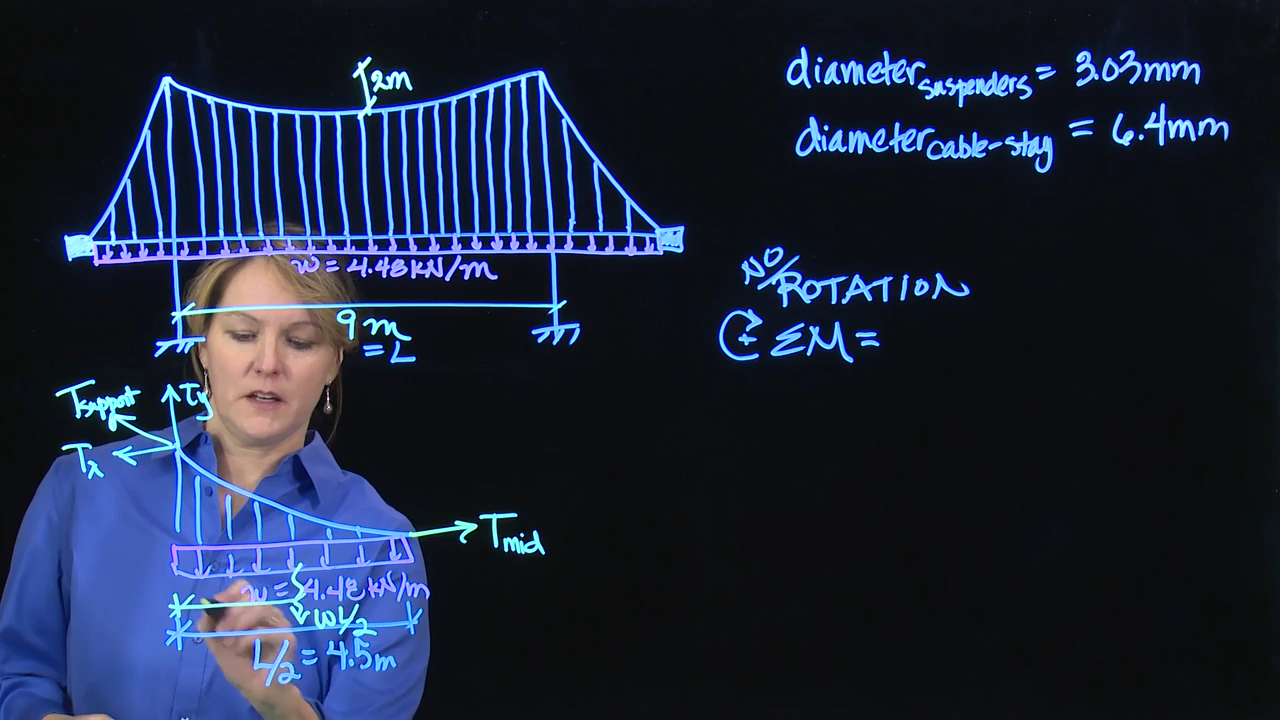 2m
diameter suspenders = 3.03mm
diameter cable-stay = 6.4mm
w = 4.48 kN/m
9 m
= L
NO
ROTATION
+ ΣM =
Tsupport
Ty
Tx
Tmid
w = 4.48 kN/m
wL/2
L/2 = 4.5m